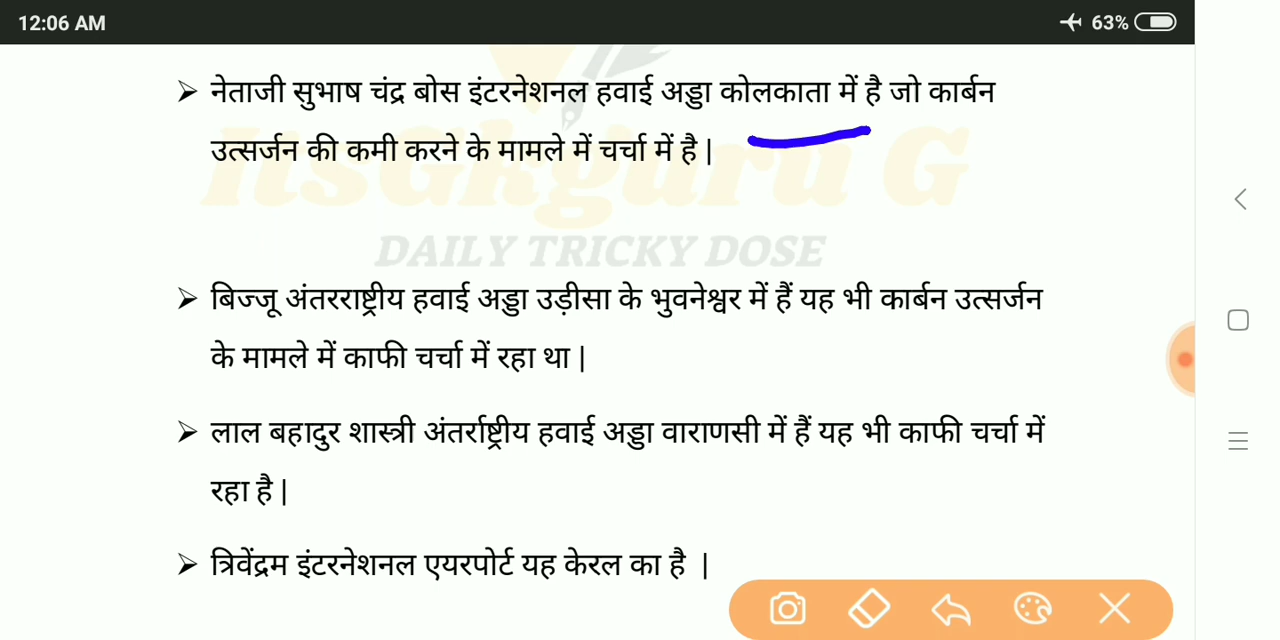 12:06 AM 63%
➢ नेताजी सुभाष चंद्र बोस इंटरनेशनल हवाई अड्डा कोलकाता में है जो कार्बन
उत्सर्जन की कमी करने के मामले में चर्चा में है |
ItsGkguru G
DAILY TRICKY DOSE
➢ बिज्जू अंतरराष्ट्रीय हवाई अड्डा उड़ीसा के भुवनेश्वर में हैं यह भी कार्बन उत्सर्जन
के मामले में काफी चर्चा में रहा था |
➢ लाल बहादुर शास्त्री अंतर्राष्ट्रीय हवाई अड्डा वाराणसी में हैं यह भी काफी चर्चा में
रहा है |
➢ त्रिवेंद्रम इंटरनेशनल एयरपोर्ट यह केरल का है |